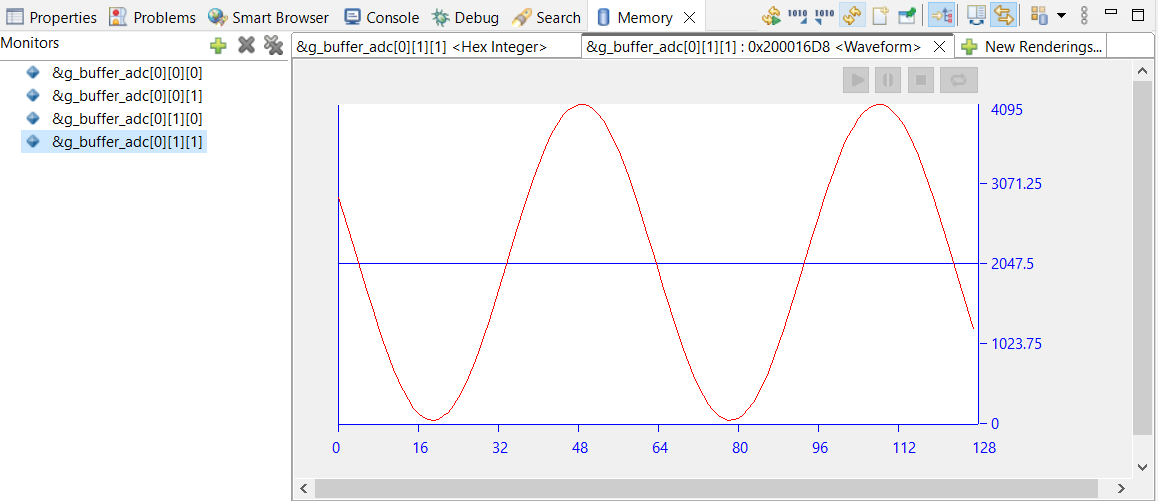 Properties Problems Smart Browser Console Debug Search Memory
1010 1010
Monitors
&g_buffer_adc[0][1][1] <Hex Integer> &g_buffer_adc[0][1][1] : 0x200016D8 <Waveform> New Renderings...
&g_buffer_adc[0][0][0]
&g_buffer_adc[0][0][1]
&g_buffer_adc[0][1][0]
&g_buffer_adc[0][1][1]
4095
3071.25
2047.5
1023.75
0
0 16 32 48 64 80 96 112 128